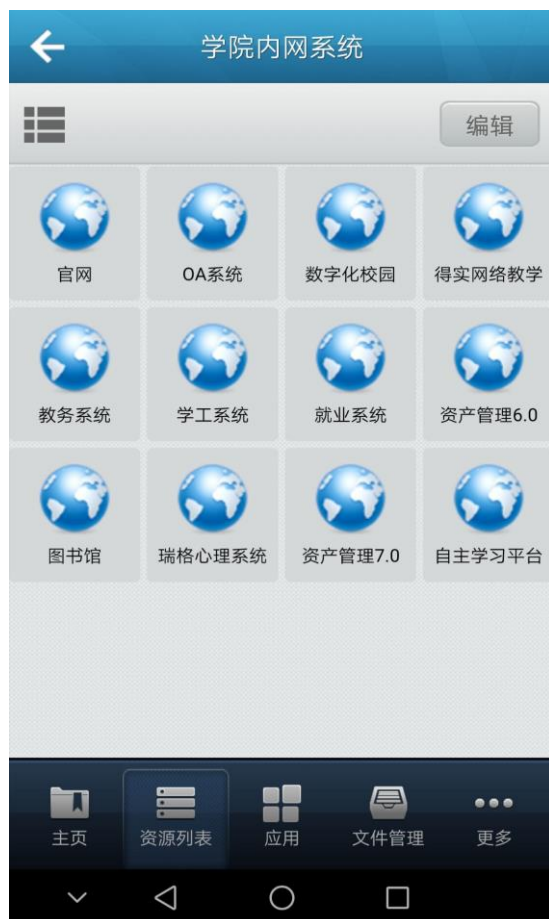 学院内网系统
编辑
官网 OA系统 数字化校园 得实网络教学
教务系统 学工系统 就业系统 资产管理6.0
图书馆 瑞格心理系统 资产管理7.0 自主学习平台
主页 资源列表 应用 文件管理 更多